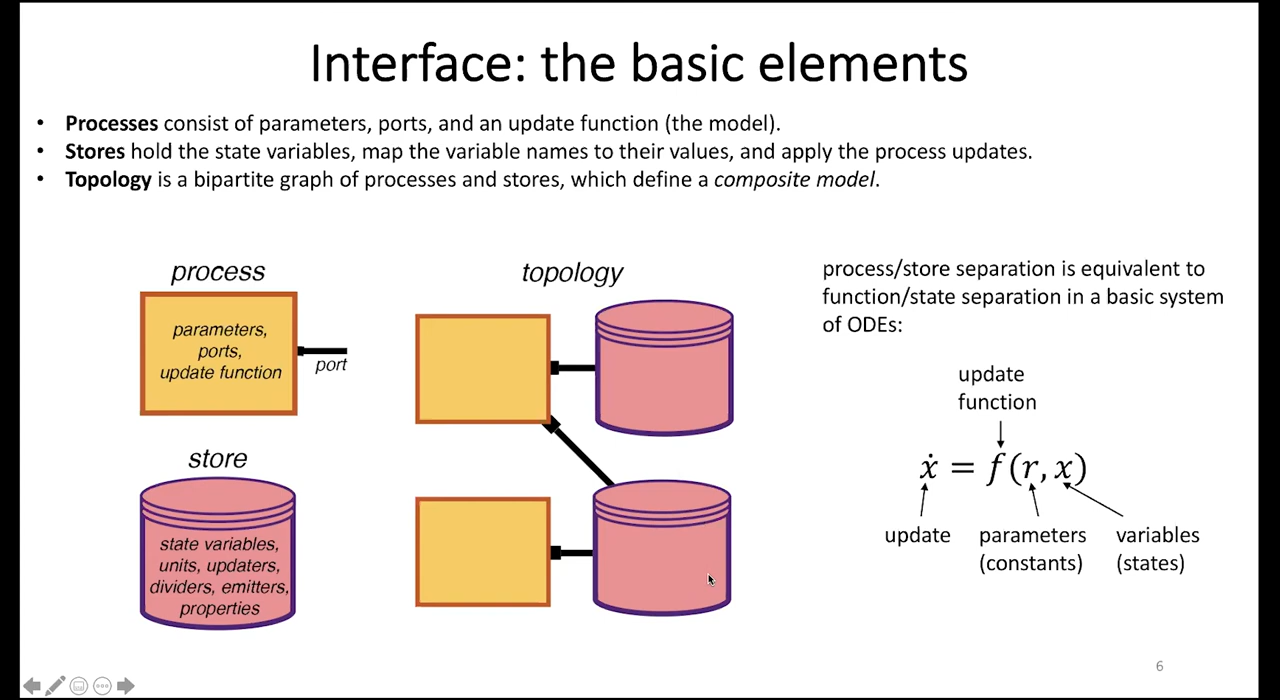 Interface: the basic elements
• Processes consist of parameters, ports, and an update function (the model).
• Stores hold the state variables, map the variable names to their values, and apply the process updates.
• Topology is a bipartite graph of processes and stores, which define a composite model.
process
parameters,
ports,
update function
port
store
state variables,
units, updaters,
dividers, emitters,
properties
topology
process/store separation is equivalent to
function/state separation in a basic system
of ODEs:
update
function
ẋ = f(r, x)
update
parameters
(constants)
variables
(states)
6